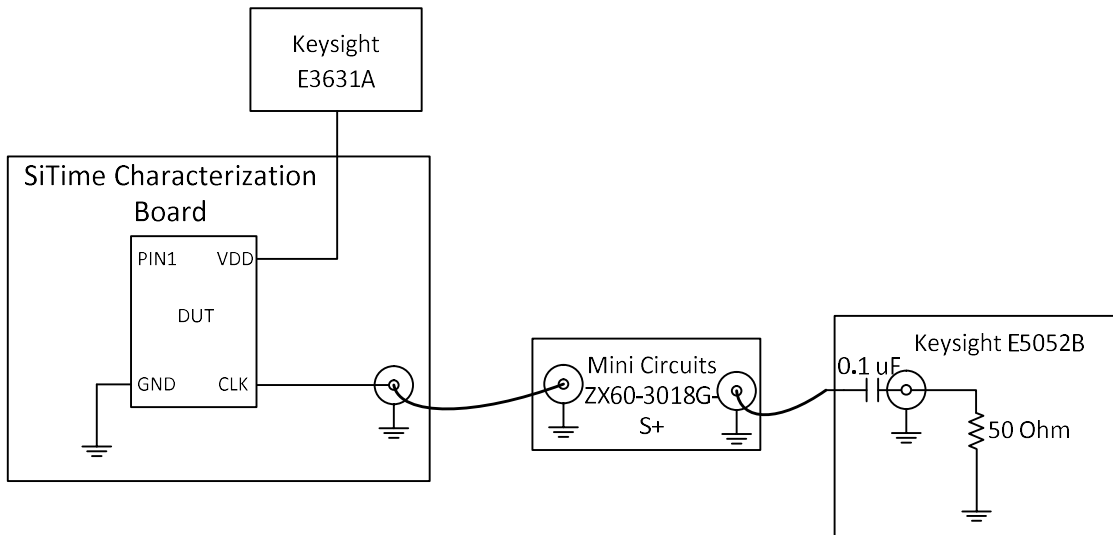 Keysight
E3631A
SiTime Characterization
Board
PIN1 VDD
DUT
GND CLK
Mini Circuits
ZX60-3018G-
S+
Keysight E5052B
0.1 uF
50 Ohm